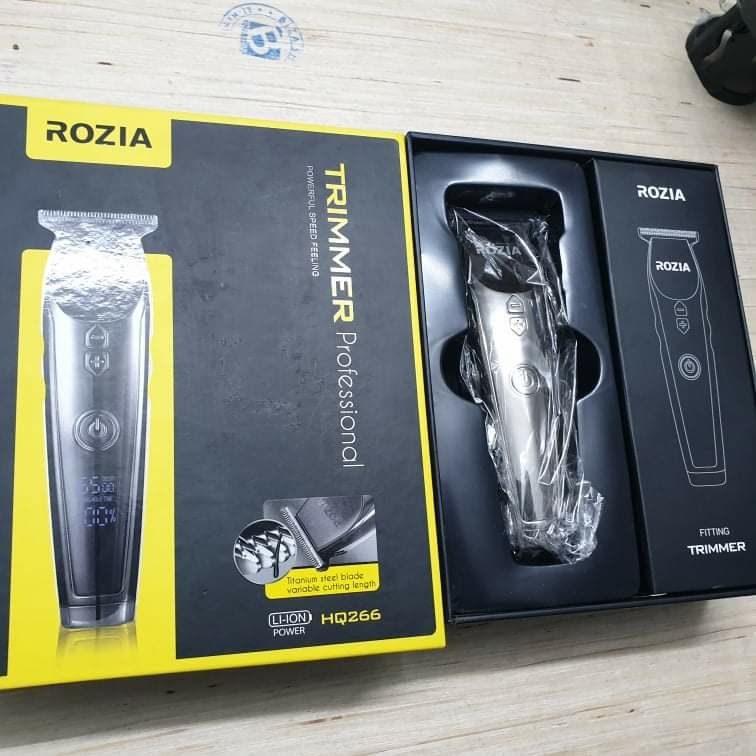 ROZIA
TRIMMER Professional
POWERFUL SPEED FEELING
Titanium steel blade
variable cutting length
LI-ION
POWER
HQ266
ROZIA
ROZIA
ROZIA
FITTING
TRIMMER